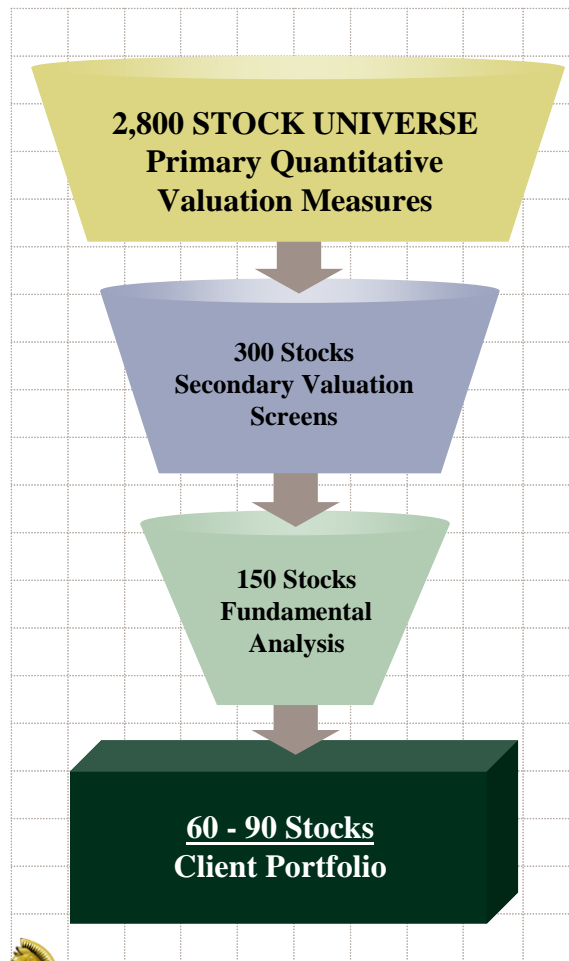 2,800 STOCK UNIVERSE
Primary Quantitative
Valuation Measures
300 Stocks
Secondary Valuation
Screens
150 Stocks
Fundamental
Analysis
60 - 90 Stocks
Client Portfolio